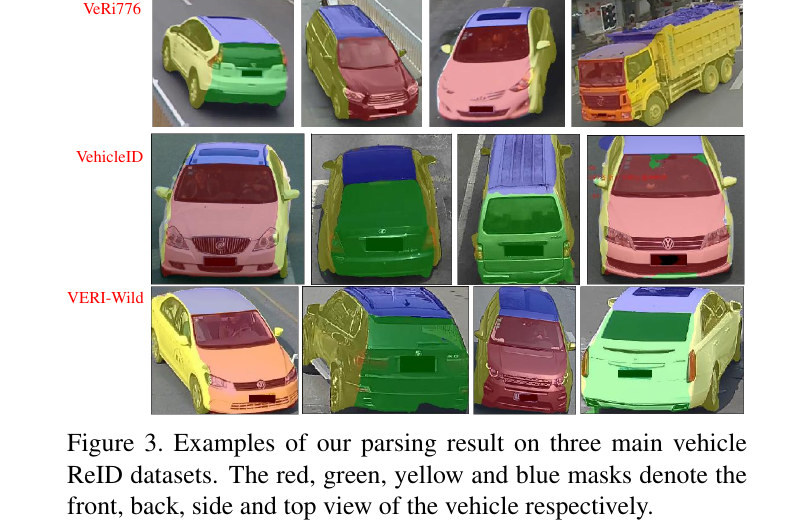 VeRi776
VehicleID
VERI-Wild
Figure 3. Examples of our parsing result on three main vehicle
ReID datasets. The red, green, yellow and blue masks denote the
front, back, side and top view of the vehicle respectively.